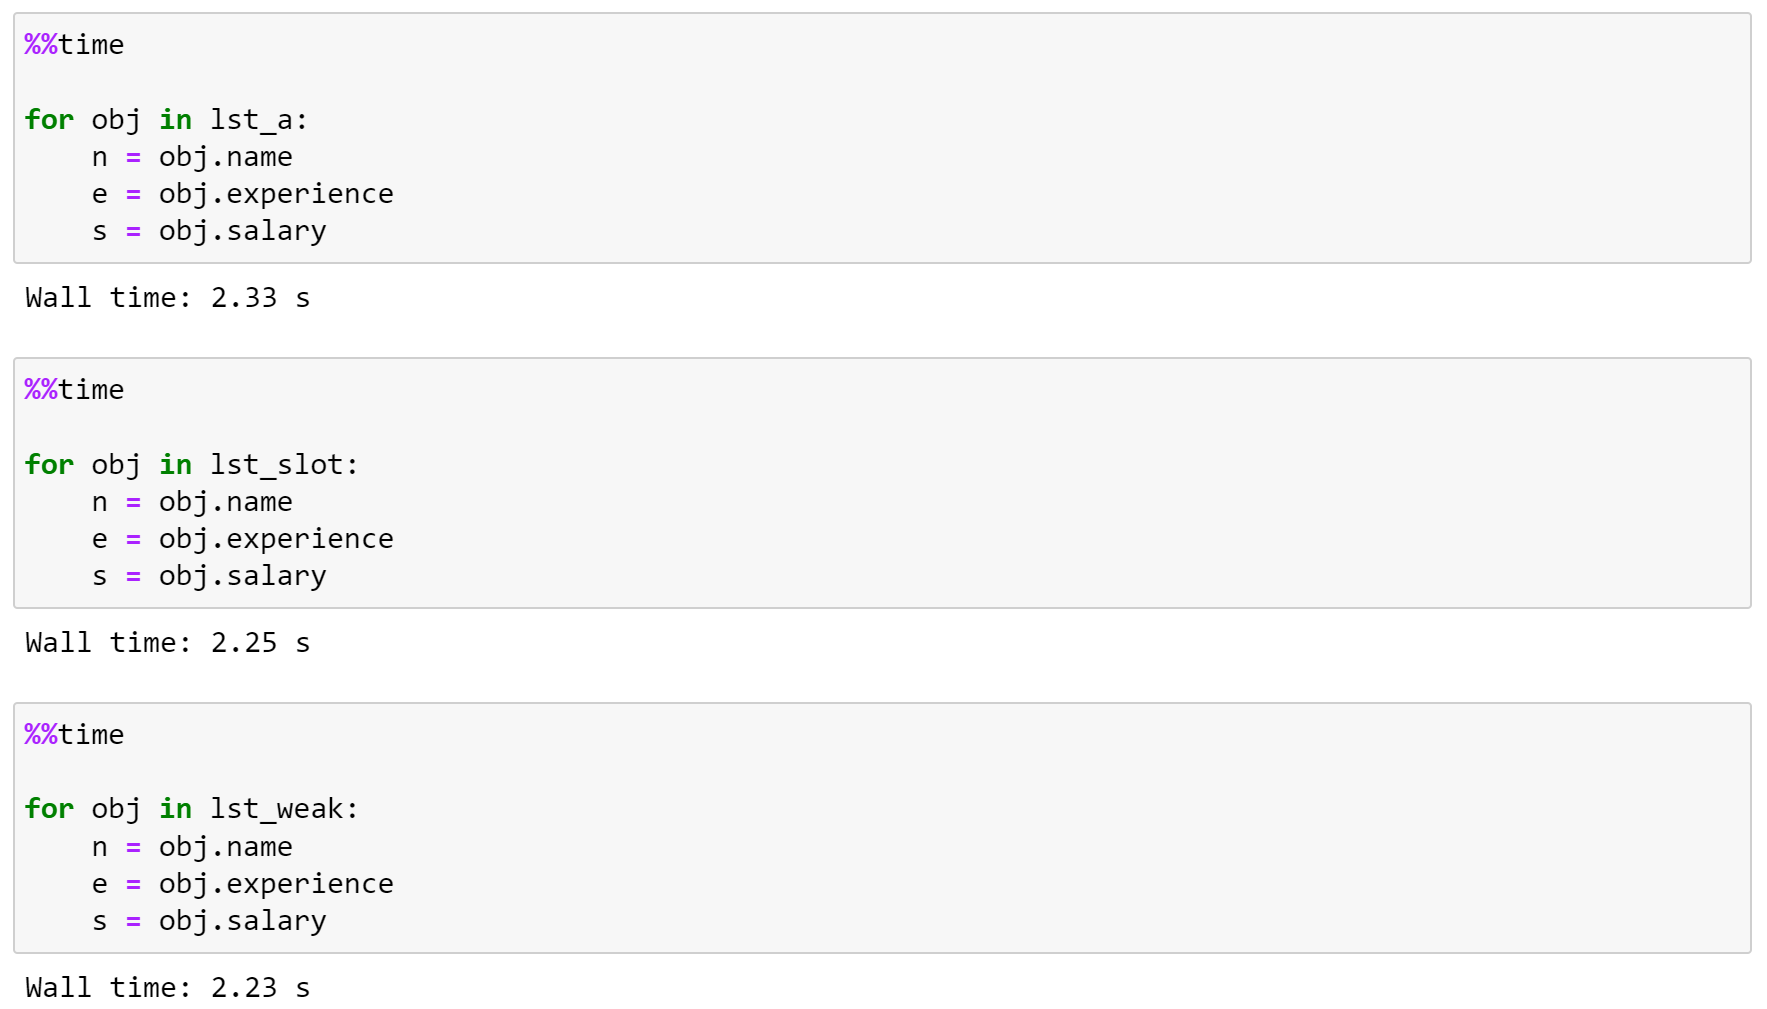 %%time
for obj in lst_a:
    n = obj.name
    e = obj.experience
    s = obj.salary
Wall time: 2.33 s
%%time
for obj in lst_slot:
    n = obj.name
    e = obj.experience
    s = obj.salary
Wall time: 2.25 s
%%time
for obj in lst_weak:
    n = obj.name
    e = obj.experience
    s = obj.salary
Wall time: 2.23 s